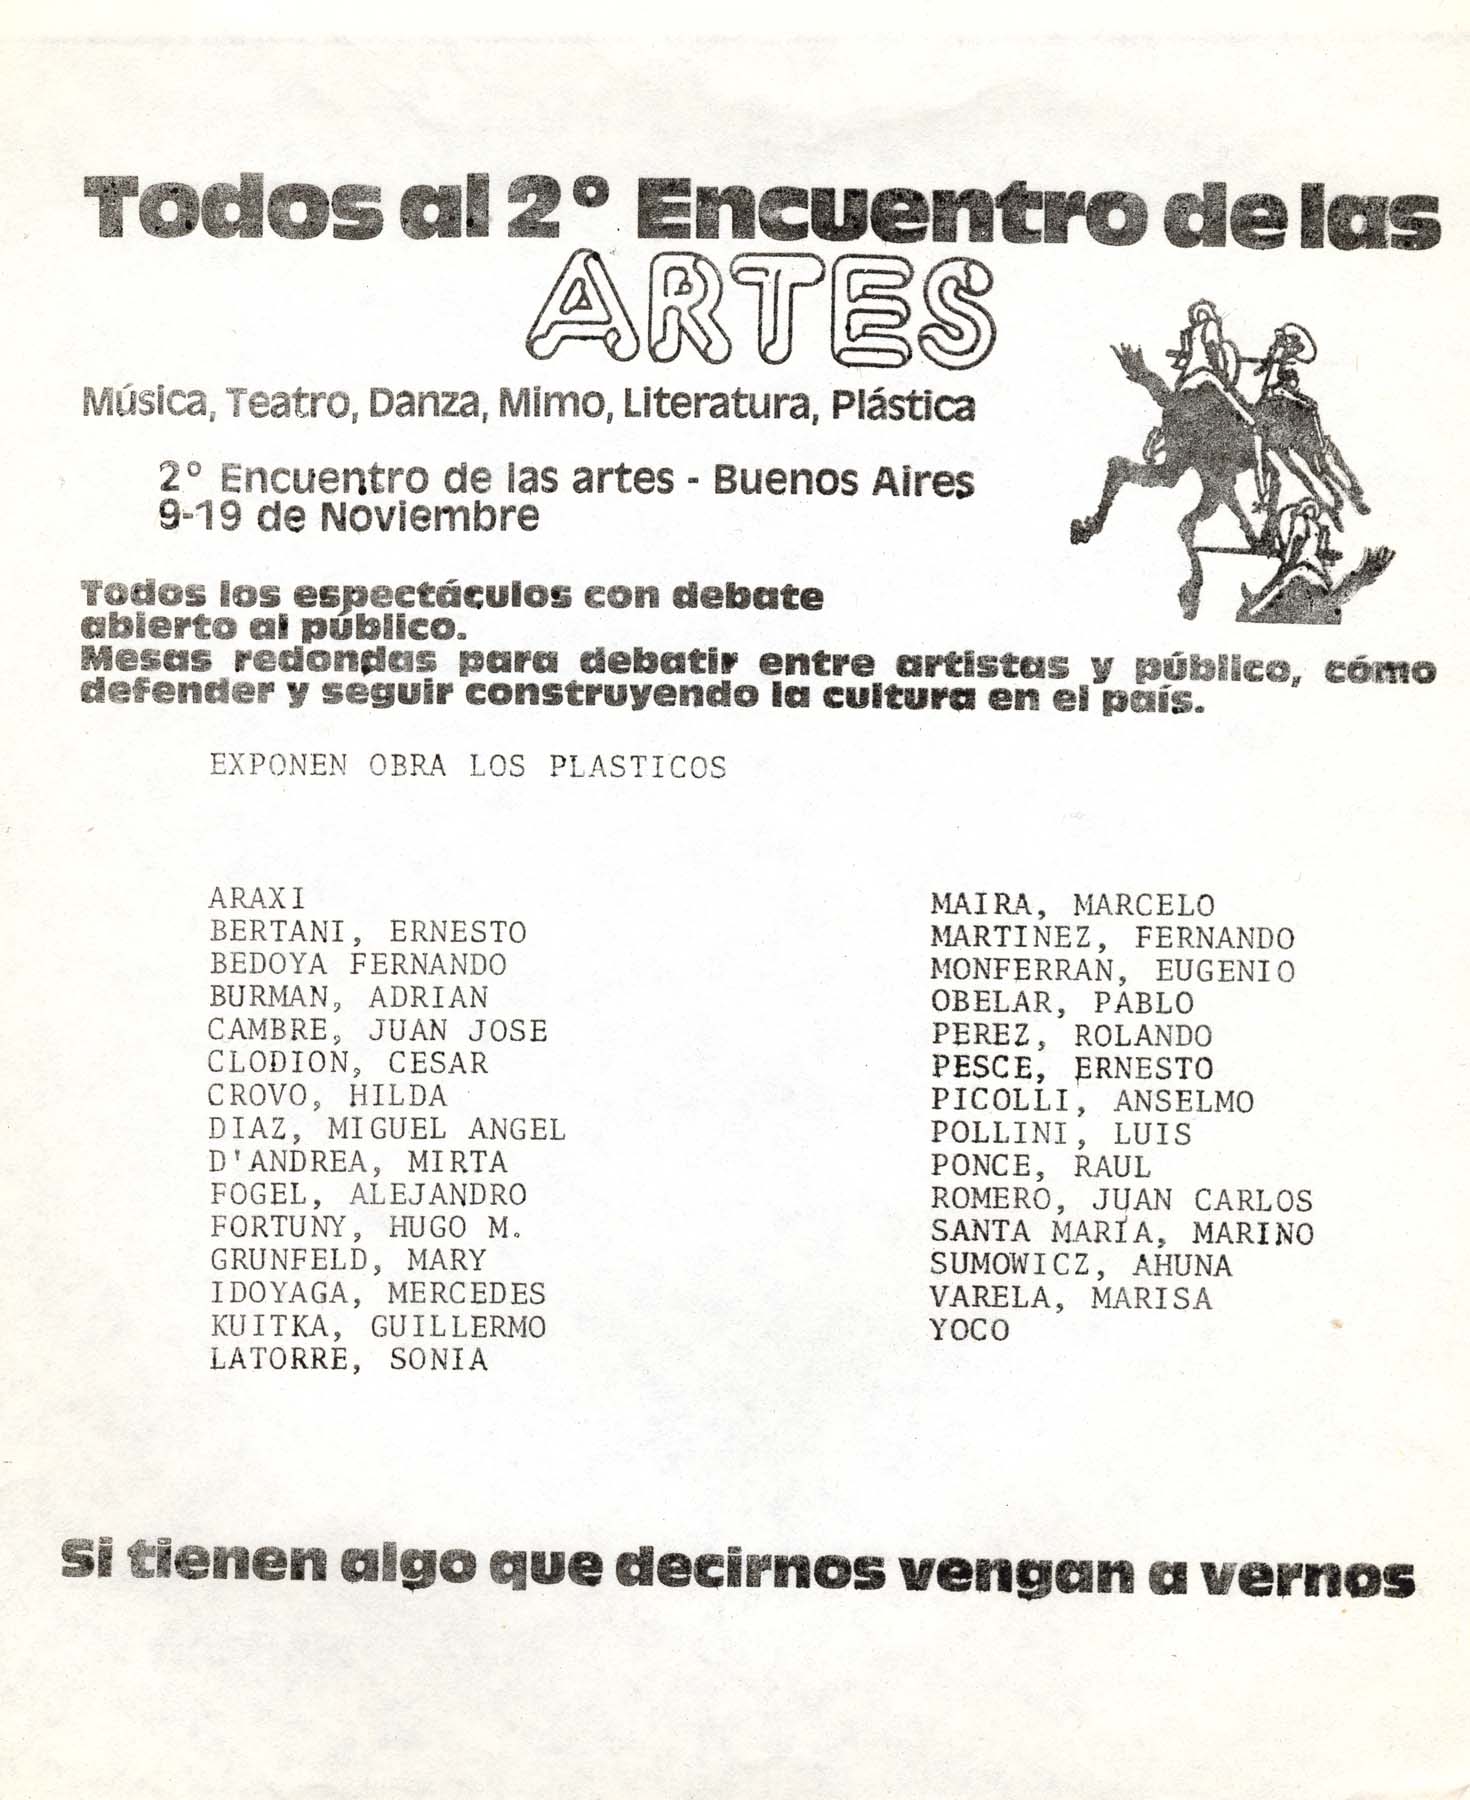 Todos al 2° Encuentro de las
ARTES
Música, Teatro, Danza, Mimo, Literatura, Plástica
2° Encuentro de las artes - Buenos Aires
9-19 de Noviembre
Todos los espectáculos con debate
abierto al público.
Mesas redondas para debatir entre artistas y público, cómo
defender y seguir construyendo la cultura en el país.
EXPONEN OBRA LOS PLASTICOS
ARAXI
BERTANI, ERNESTO
BEDOYA FERNANDO
BURMAN, ADRIAN
CAMBRE, JUAN JOSE
CLODION, CESAR
CROVO, HILDA
DIAZ, MIGUEL ANGEL
D'ANDREA, MIRTA
FOGEL, ALEJANDRO
FORTUNY, HUGO M.
GRUNFELD, MARY
IDOYAGA, MERCEDES
KUITKA, GUILLERMO
LATORRE, SONIA
MAIRA, MARCELO
MARTINEZ, FERNANDO
MONFERRAN, EUGENIO
OBELAR, PABLO
PEREZ, ROLANDO
PESCE, ERNESTO
PICOLLI, ANSELMO
POLLINI, LUIS
PONCE, RAUL
ROMERO, JUAN CARLOS
SANTA MARIA, MARINO
SUMOWICZ, AHUNA
VARELA, MARISA
YOCO
Si tienen algo que decirnos vengan a vernos